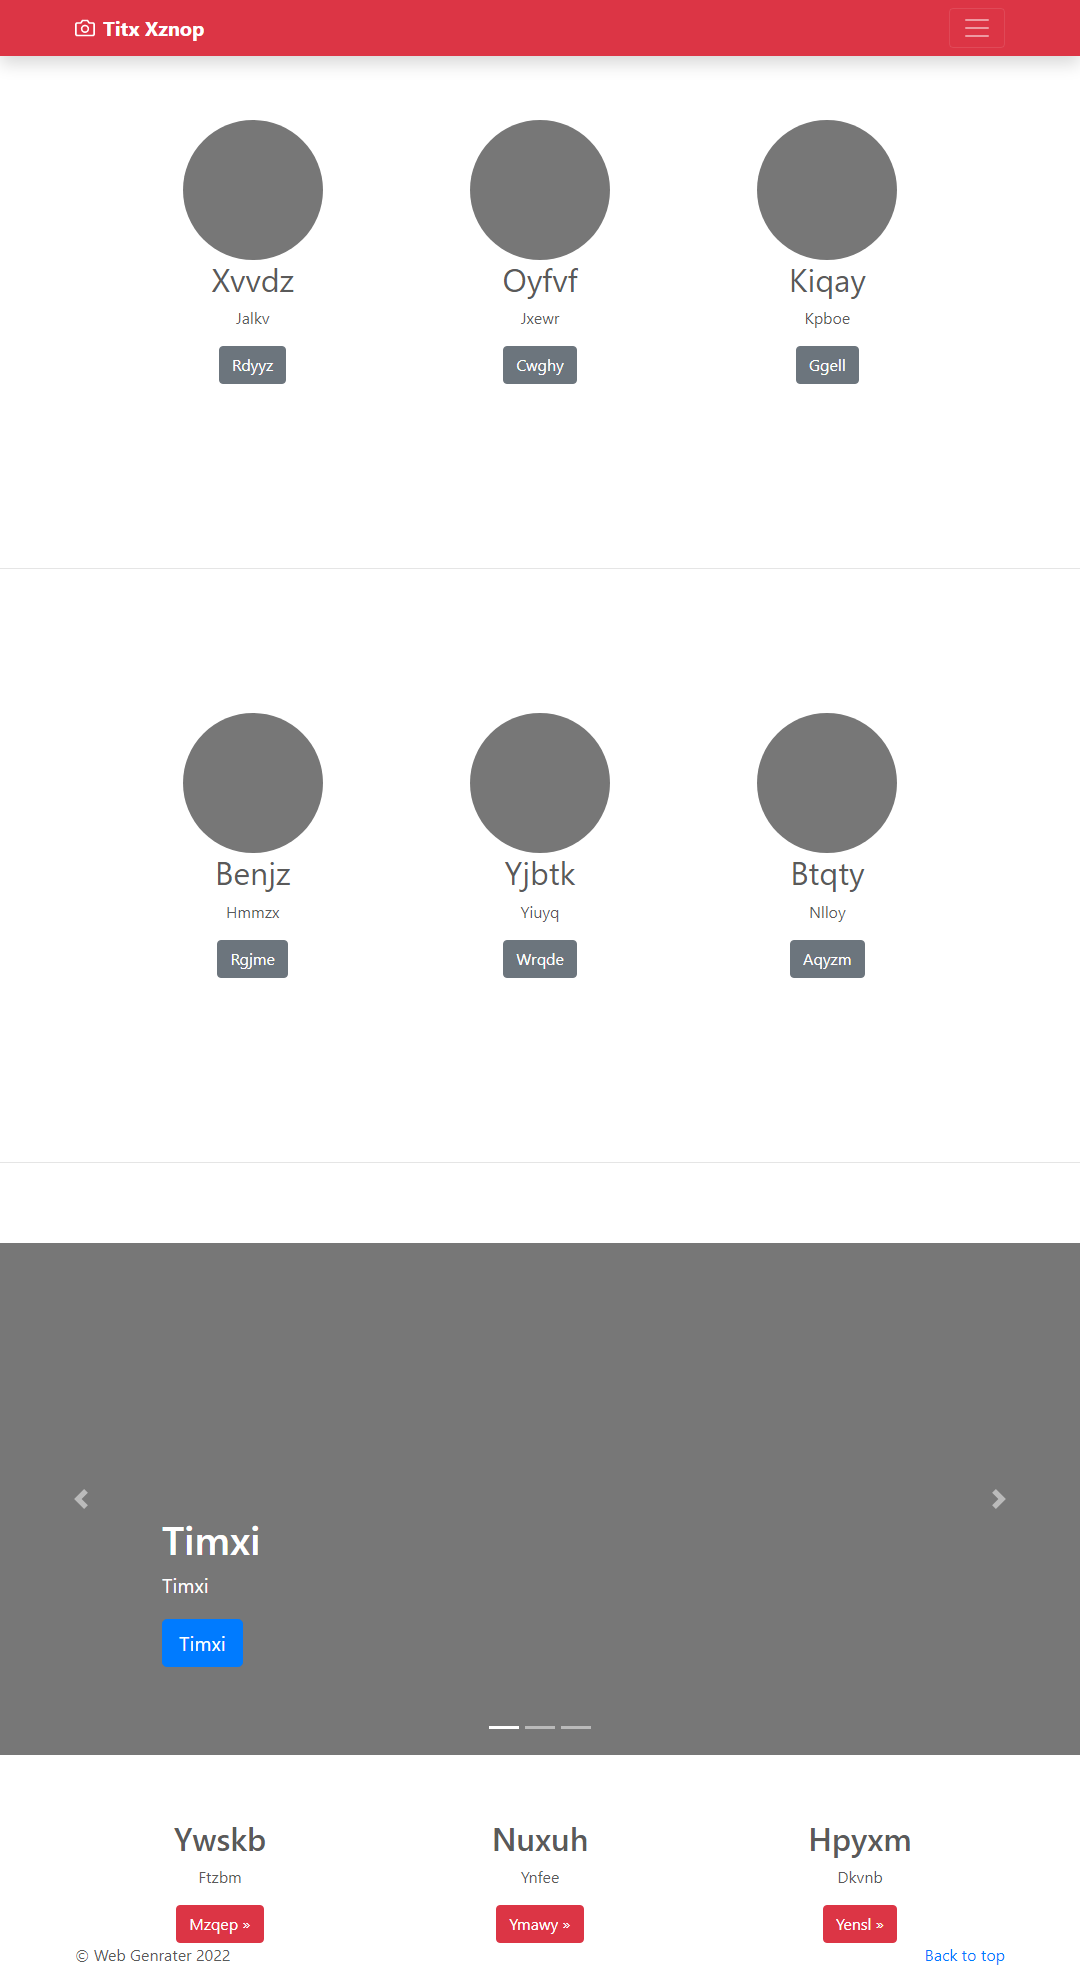 Titx Xznop
Xvvdz Oyfvf Kiqay
Jalkv Jxewr Kpboe
Rdyyz Cwghy Ggell
Benjz Yjbtk Btqty
Hmmzx Yiuyq Nlloy
Rgjme Wrqde Aqyzm
Timxi
Timxi
Timxi
Ywskb Nuxuh Hpyxm
Ftzbm Ynfee Dkvnb
Mzqep » Ymawy » Yensl »
© Web Genrater 2022 Back to top